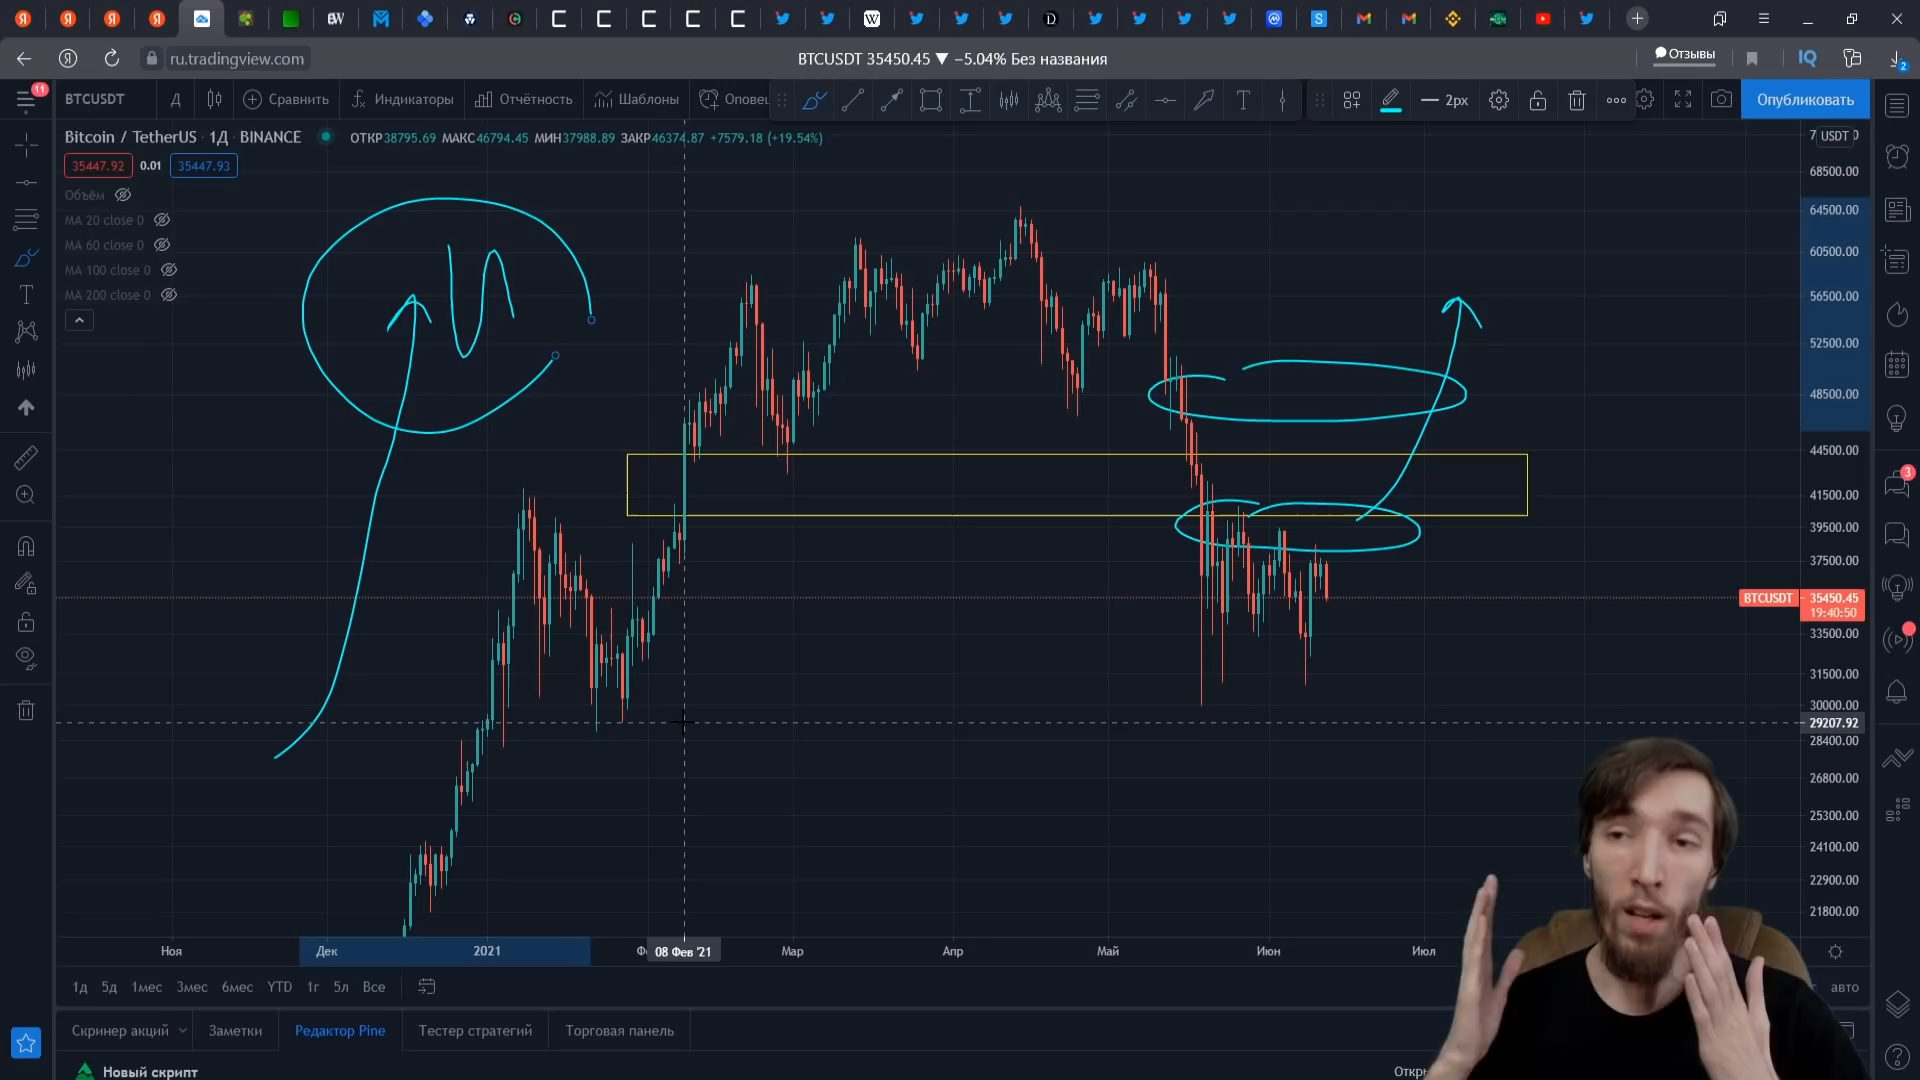 BW
C
C
C
C
C
W
D
S
ru.tradingview.com
BTCUSDT 35450.45 ▼ −5.04% Без названия
Отзывы
IQ
2
11
BTCUSDT
Д
Сравнить
Индикаторы
Отчётность
Шаблоны
Оповещ
2px
Опубликовать
Bitcoin / TetherUS · 1Д · BINANCE
ОТКР38795.69 МАКС46794.45 МИН37988.89 ЗАКР46374.87 +7579.18 (+19.54%)
35447.92 0.01 35447.93
Объём
MA 20 close 0
MA 60 close 0
MA 100 close 0
MA 200 close 0
USDT
68500.00
64500.00
60500.00
56500.00
52500.00
48500.00
44500.00
41500.00
39500.00
37500.00
BTCUSDT 35450.45
19:40:50
33500.00
31500.00
30000.00
29207.92
28400.00
26800.00
25300.00
24100.00
22900.00
21800.00
3
Ноя
Дек
2021
08 Фев '21
Мар
Апр
Май
Июн
Июл
1д 5д 1мес 3мес 6мес YTD 1г 5л Все
авто
Скринер акций
Заметки
Редактор Pine
Тестер стратегий
Торговая панель
Новый скрипт
Откры